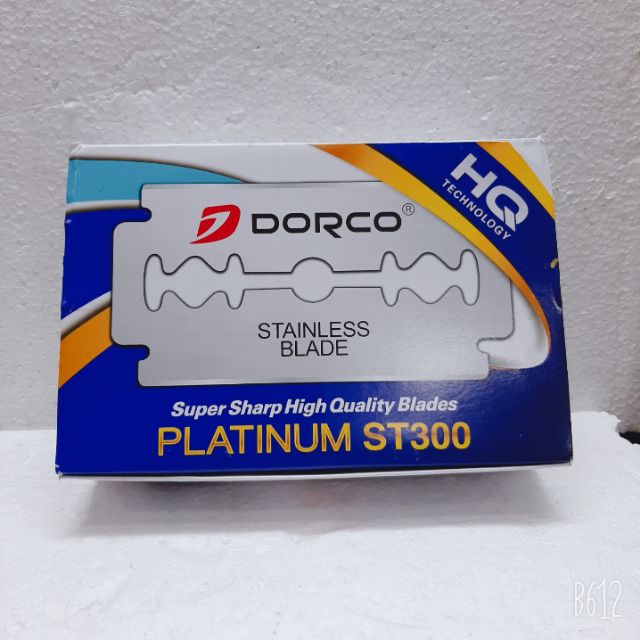 HQ
TECHNOLOGY
DORCO®
STAINLESS
BLADE
Super Sharp High Quality Blades
PLATINUM ST300
B612